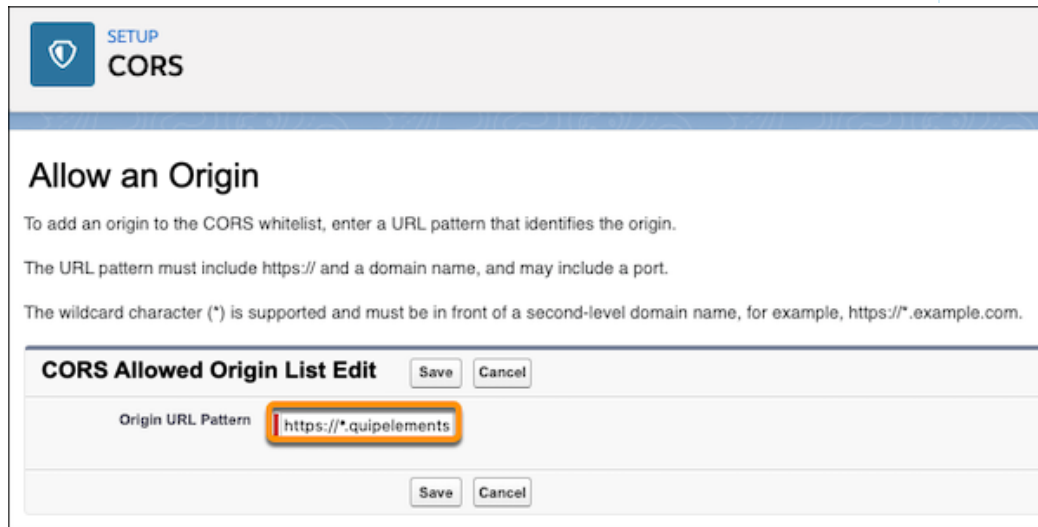 SETUP
CORS
Allow an Origin
To add an origin to the CORS whitelist, enter a URL pattern that identifies the origin.
The URL pattern must include https:// and a domain name, and may include a port.
The wildcard character (*) is supported and must be in front of a second-level domain name, for example, https://*.example.com.
CORS Allowed Origin List Edit Save Cancel
Origin URL Pattern https://*.quipelements
Save Cancel